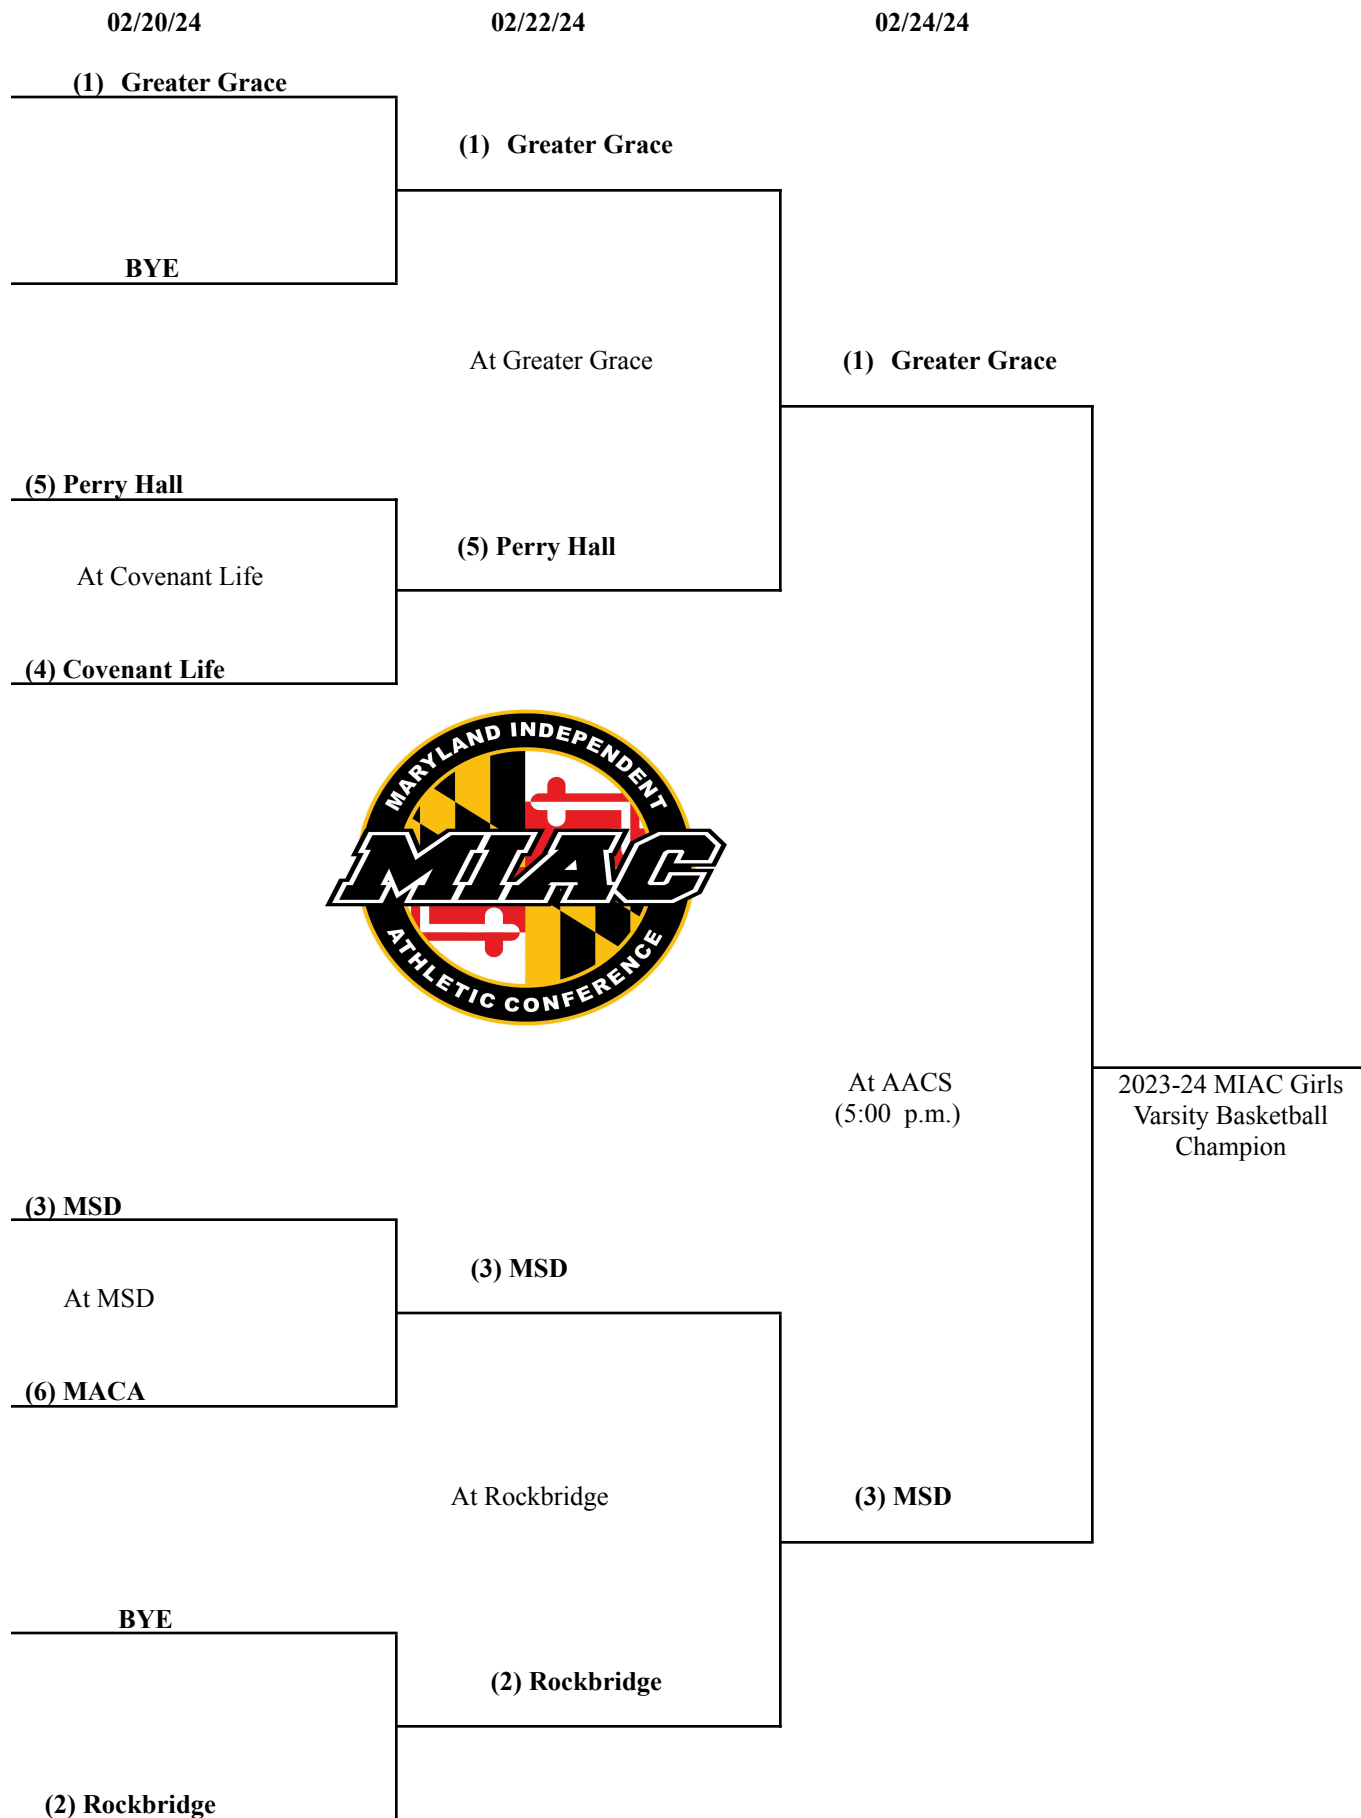 02/20/24 02/22/24 02/24/24
(1) Greater Grace
(1) Greater Grace
BYE
At Greater Grace
(1) Greater Grace
(5) Perry Hall
(5) Perry Hall
At Covenant Life
(4) Covenant Life
MARYLAND INDEPENDENT
MIAC
ATHLETIC CONFERENCE
At AACS
(5:00 p.m.)
2023-24 MIAC Girls
Varsity Basketball
Champion
(3) MSD
(3) MSD
At MSD
(6) MACA
At Rockbridge
(3) MSD
BYE
(2) Rockbridge
(2) Rockbridge